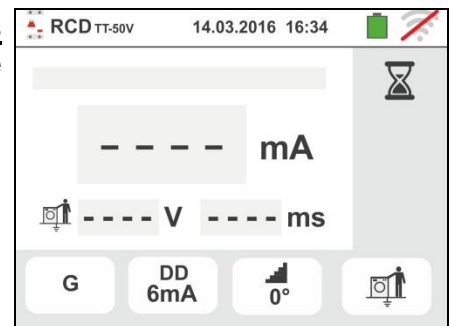 RCD TT-50V 14.03.2016 16:34
- - - - mA
- - - - V - - - - ms
G DD 6mA 0°
e